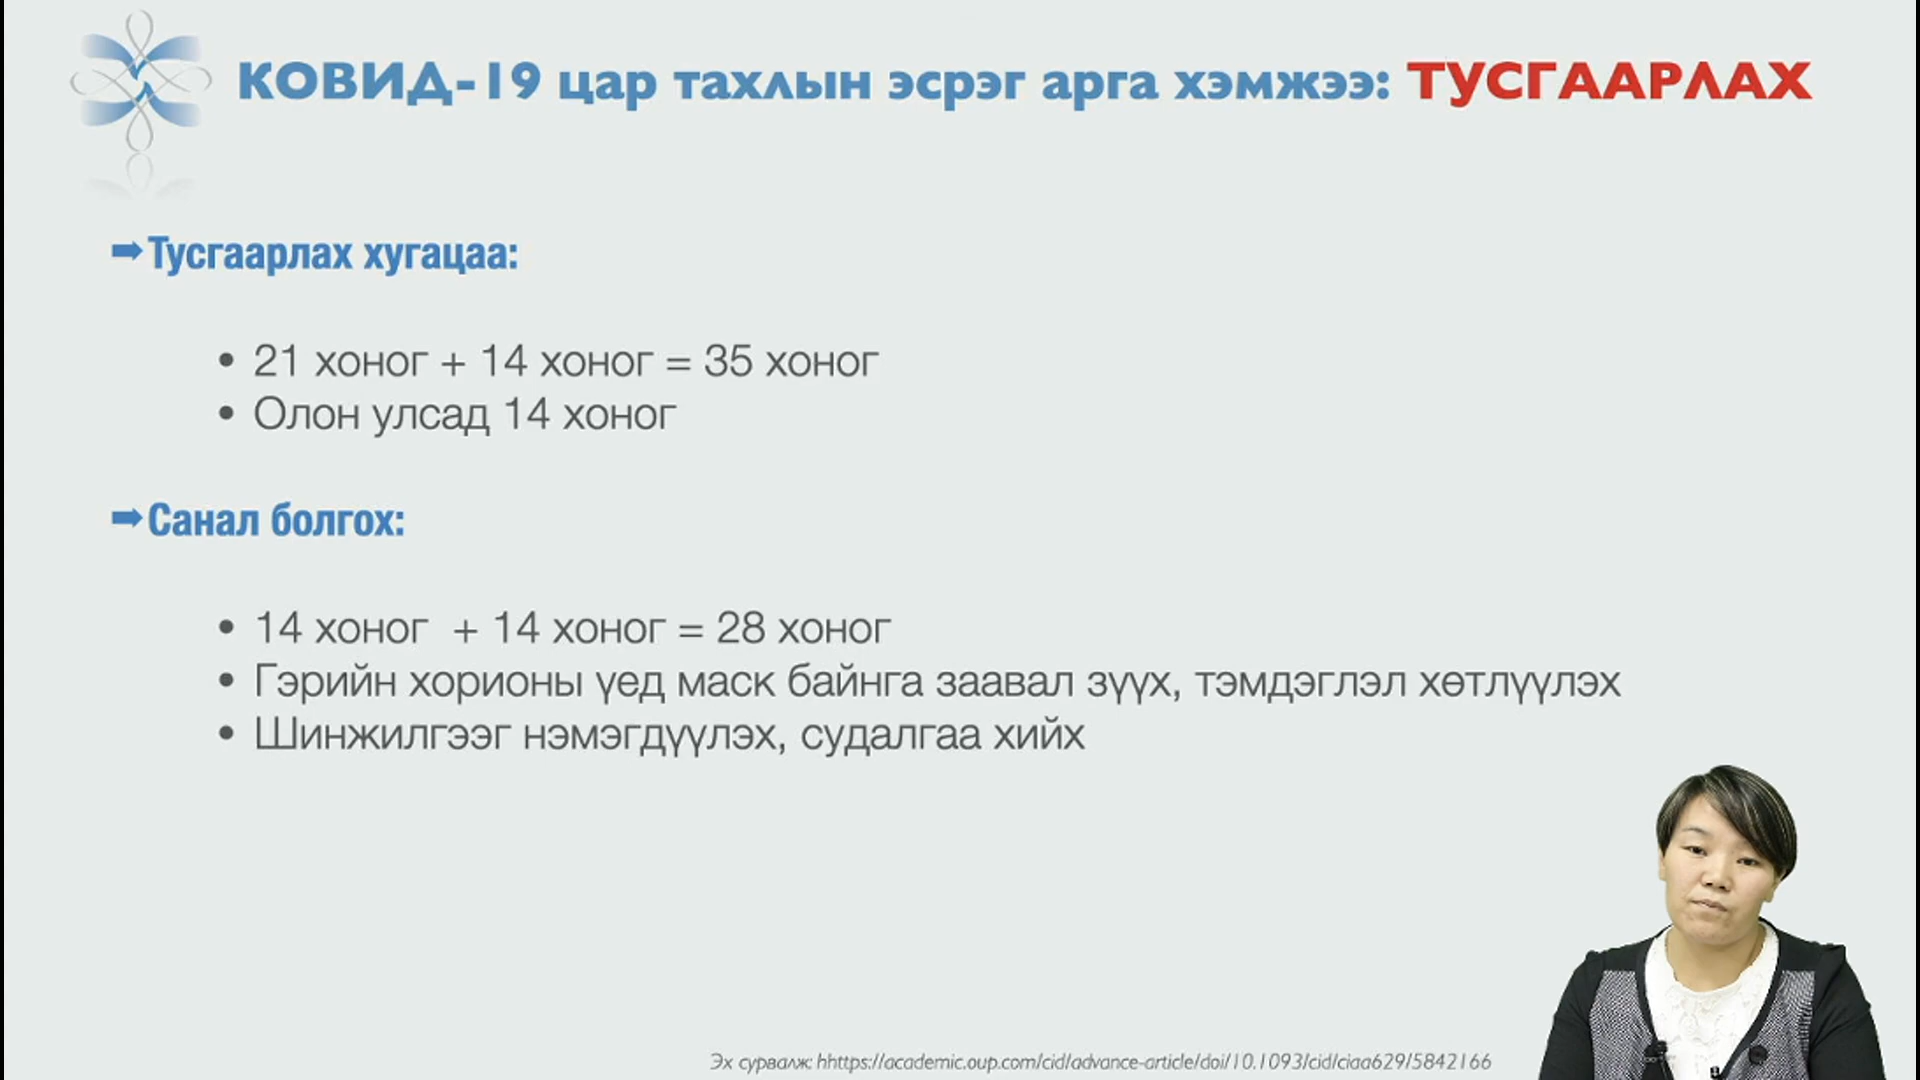 КОВИД-19 цар тахлын эсрэг арга хэмжээ: ТУСГААРЛАХ
➡Тусгаарлах хугацаа:
• 21 хоног + 14 хоног = 35 хоног
• Олон улсад 14 хоног
➡Санал болгох:
• 14 хоног + 14 хоног = 28 хоног
• Гэрийн хорионы үед маск байнга заавал зүүх, тэмдэглэл хөтлүүлэх
• Шинжилгээг нэмэгдүүлэх, судалгаа хийх
Эх сурвалж: hhttps://academic.oup.com/cid/advance-article/doi/10.1093/cid/ciaa629/5842166